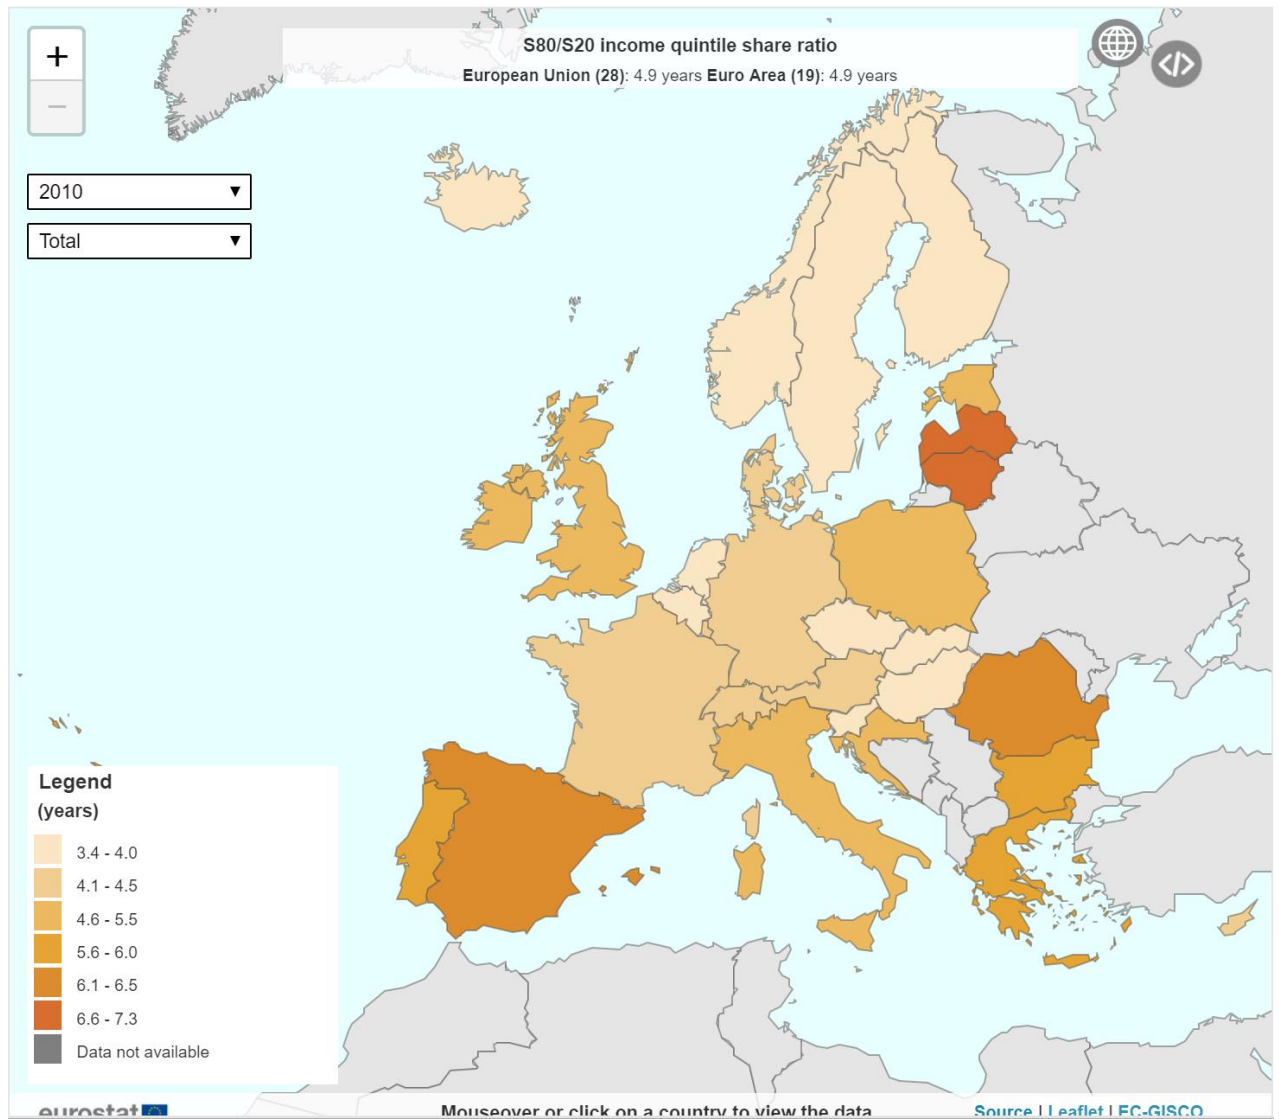 +
S80/S20 income quintile share ratio
European Union (28): 4.9 years Euro Area (19): 4.9 years
</>
−
2010
Total
Legend
(years)
3.4 - 4.0
4.1 - 4.5
4.6 - 5.5
5.6 - 6.0
6.1 - 6.5
6.6 - 7.3
Data not available
eurostat
Mouseover or click on a country to view the data
Source | Leaflet | EC-GISCO